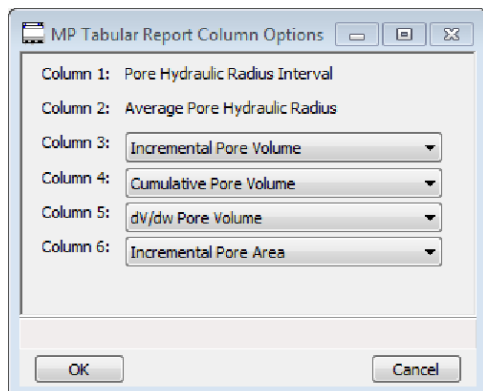 MP Tabular Report Column Options
Column 1: Pore Hydraulic Radius Interval
Column 2: Average Pore Hydraulic Radius
Column 3: Incremental Pore Volume
Column 4: Cumulative Pore Volume
Column 5: dV/dw Pore Volume
Column 6: Incremental Pore Area
OK Cancel